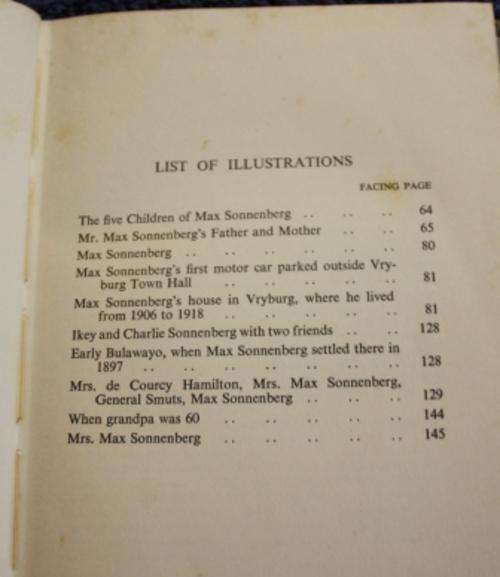 LIST OF ILLUSTRATIONS
FACING PAGE
The five Children of Max Sonnenberg .. .. .. 64
Mr. Max Sonnenberg's Father and Mother .. .. 65
Max Sonnenberg .. .. .. .. .. .. 80
Max Sonnenberg's first motor car parked outside Vry-
burg Town Hall .. .. .. .. .. 81
Max Sonnenberg's house in Vryburg, where he lived
from 1906 to 1918 .. .. .. .. .. 81
Ikey and Charlie Sonnenberg with two friends .. .. 128
Early Bulawayo, when Max Sonnenberg settled there in
1897 .. .. .. .. .. .. .. 128
Mrs. de Courcy Hamilton, Mrs. Max Sonnenberg,
General Smuts, Max Sonnenberg .. .. .. 129
When grandpa was 60 .. .. .. .. .. 144
Mrs. Max Sonnenberg .. .. .. .. .. 145